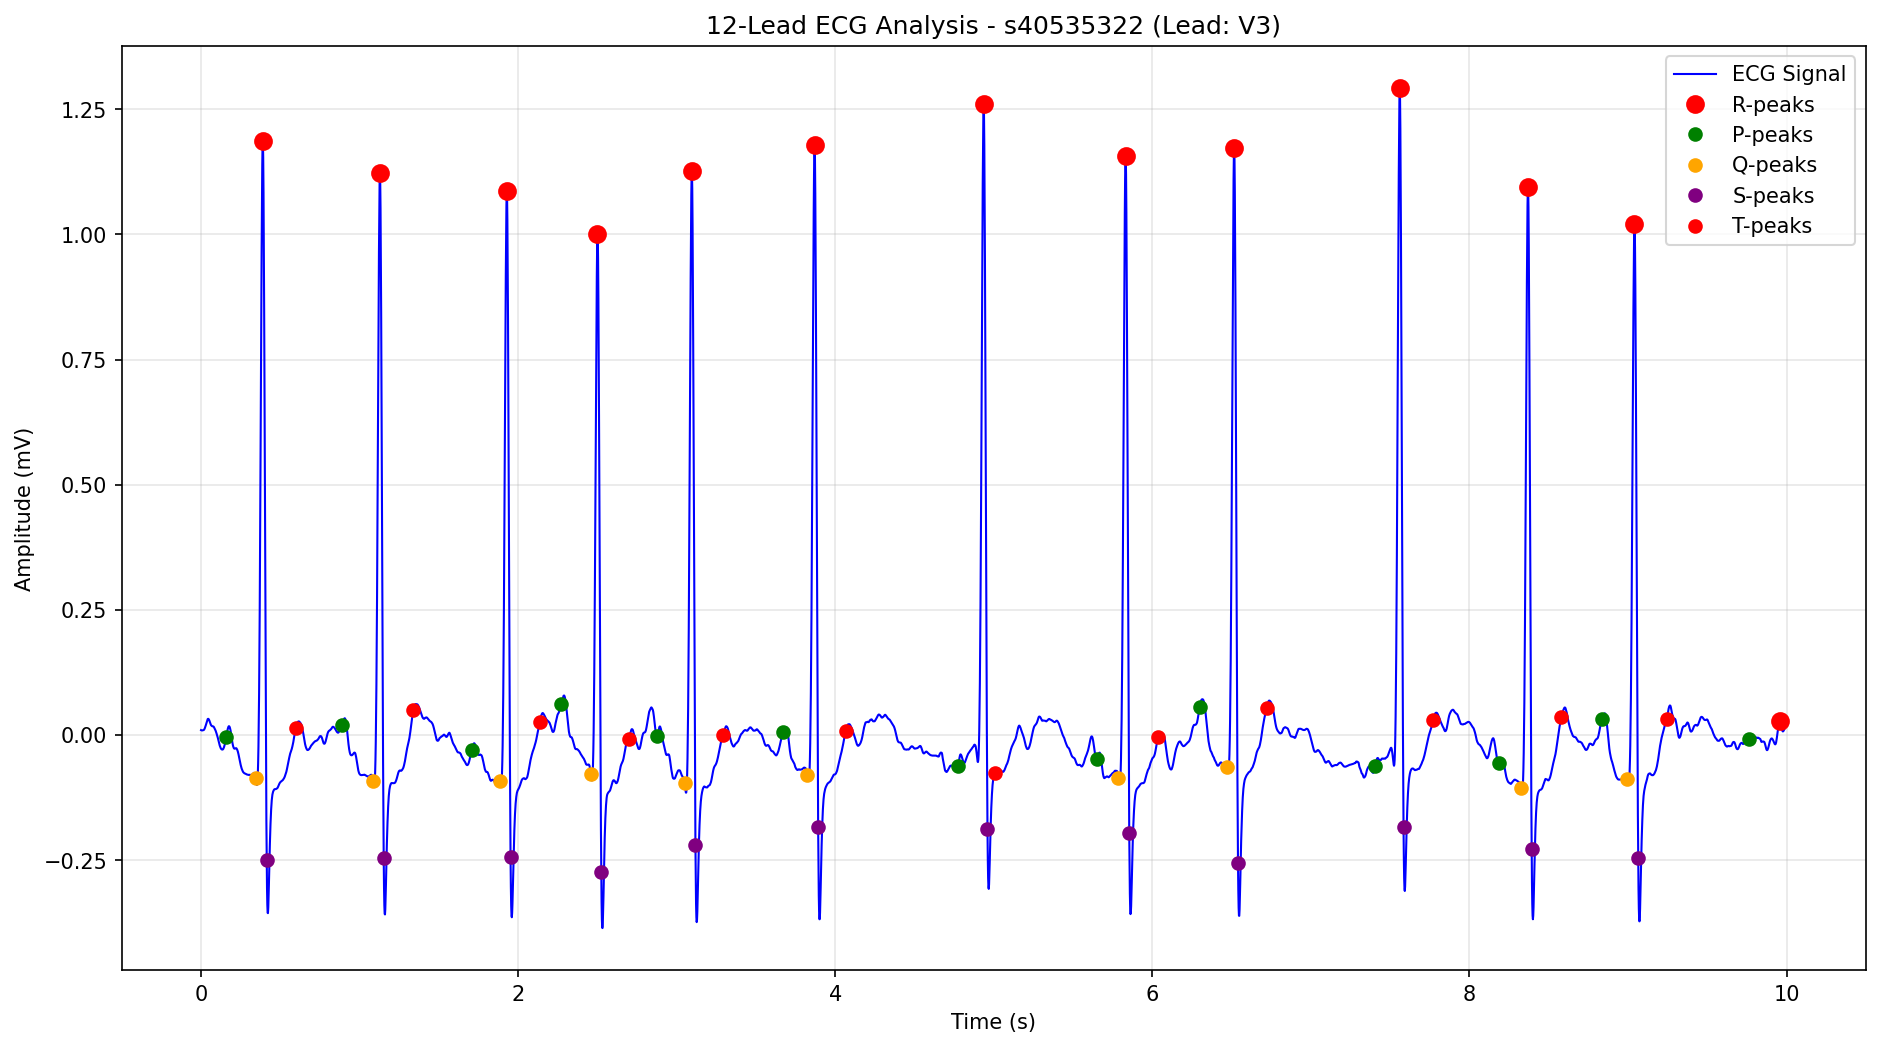 12-Lead ECG Analysis - s40535322 (Lead: V3)
ECG Signal
R-peaks
P-peaks
Q-peaks
S-peaks
T-peaks
Amplitude (mV)
1.25
1.00
0.75
0.50
0.25
0.00
−0.25
0 2 4 6 8 10
Time (s)